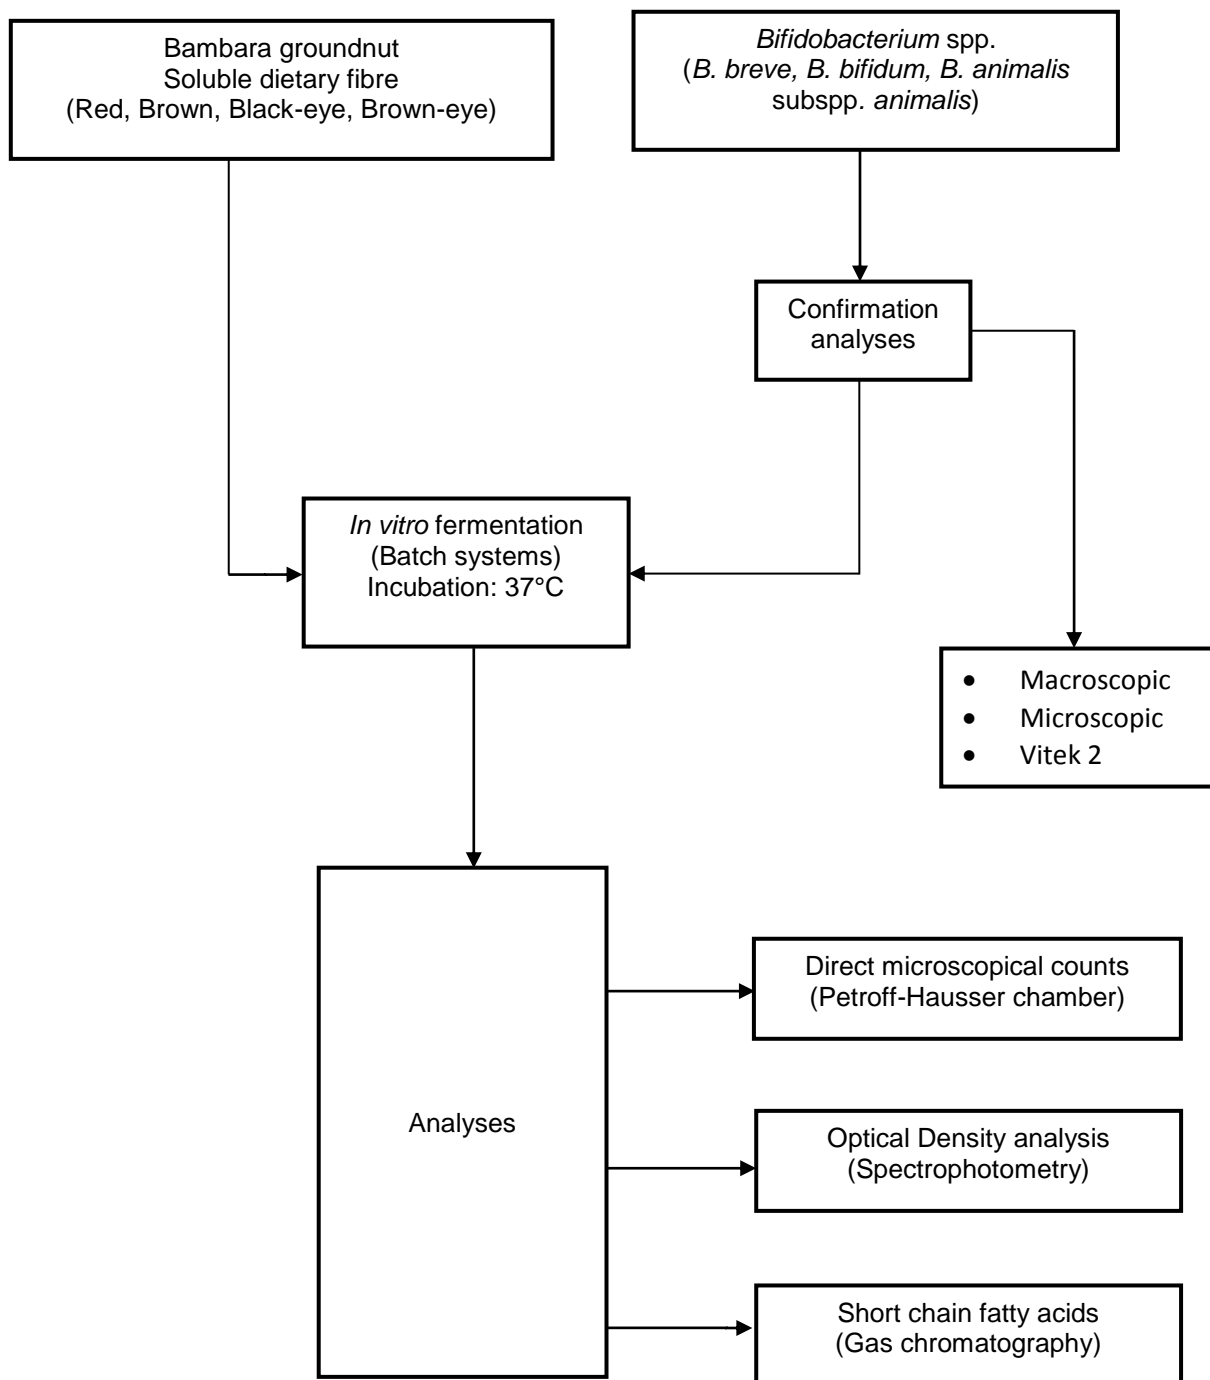 Bambara groundnut
Soluble dietary fibre
(Red, Brown, Black-eye, Brown-eye)
Bifidobacterium spp.
(B. breve, B. bifidum, B. animalis
subspp. animalis)
Confirmation
analyses
In vitro fermentation
(Batch systems)
Incubation: 37°C
• Macroscopic
• Microscopic
• Vitek 2
Analyses
Direct microscopical counts
(Petroff-Hausser chamber)
Optical Density analysis
(Spectrophotometry)
Short chain fatty acids
(Gas chromatography)